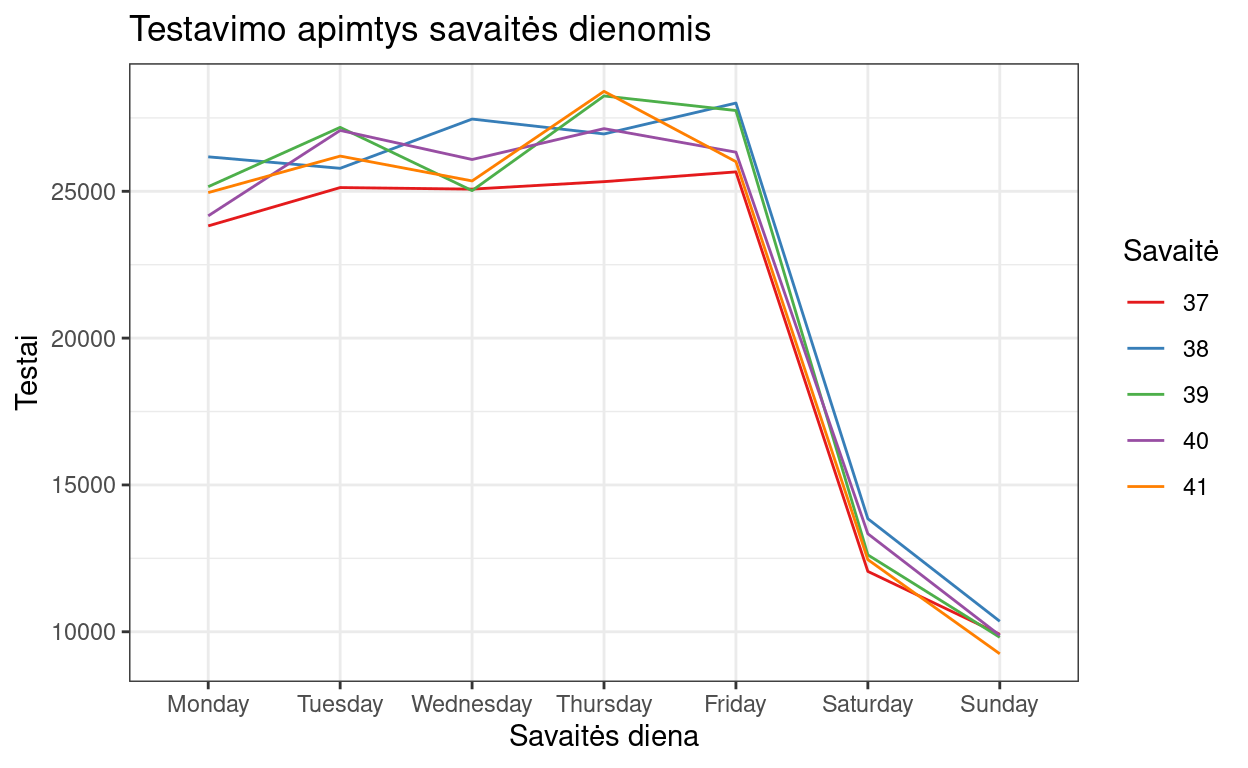 Testavimo apimtys savaitės dienomis
Testai
25000
20000
15000
10000
Monday Tuesday Wednesday Thursday Friday Saturday Sunday
Savaitės diena
Savaitė
37
38
39
40
41